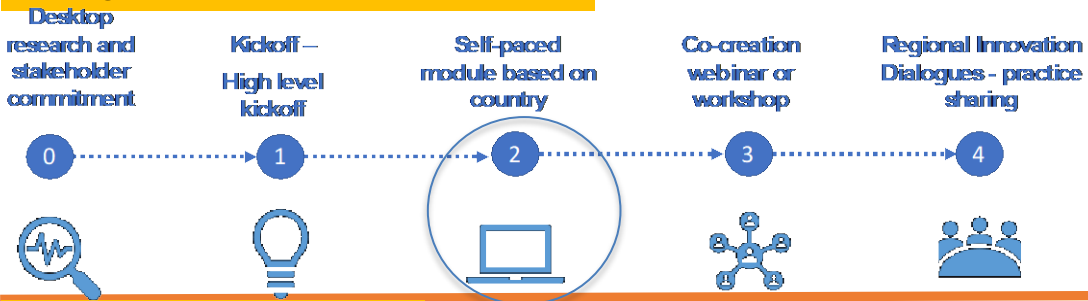 Desktop
research and
stakeholder
commitment
Kickoff –
High level
kickoff
Self-paced
module based on
country
Co-creation
webinar or
workshop
Regional Innovation
Dialogues - practice
sharing
0
1
2
3
4